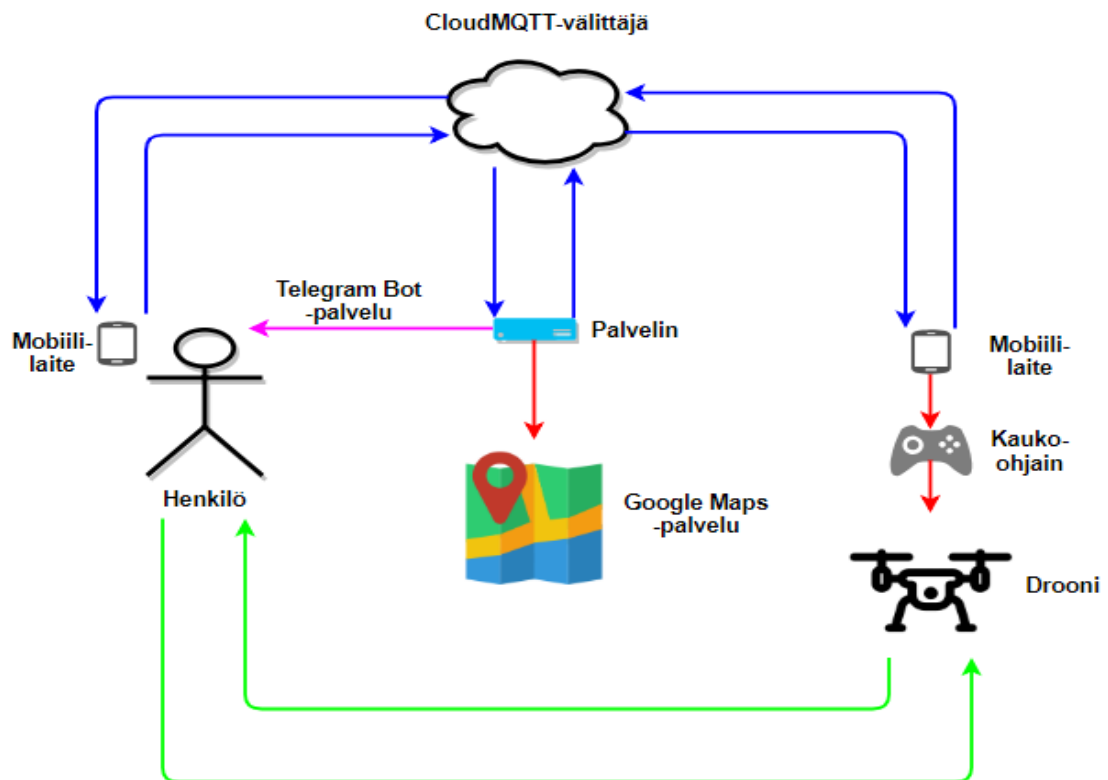 CloudMQTT-välittäjä
Telegram Bot
-palvelu
Mobiili-
laite
Palvelin
Mobiili-
laite
Kauko-
ohjain
Henkilö
Google Maps
-palvelu
Drooni